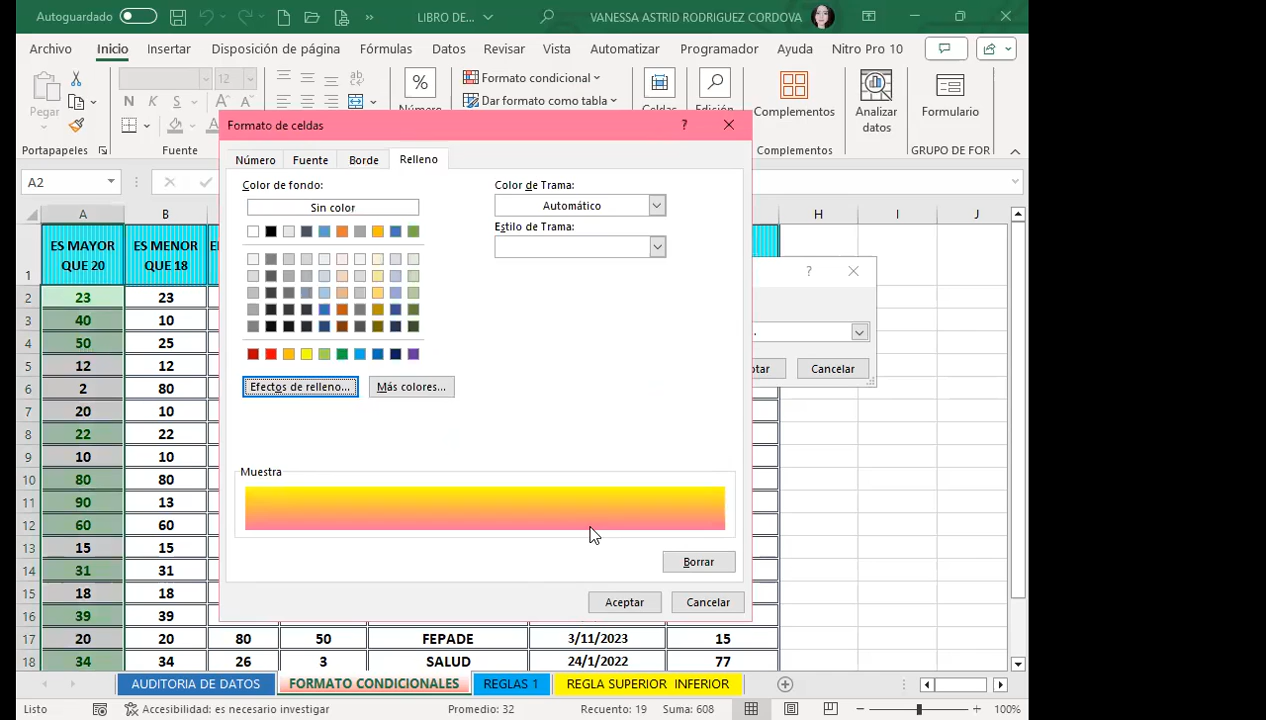 Autoguardado LIBRO DE... VANESSA ASTRID RODRIGUEZ CORDOVA
Archivo Inicio Insertar Disposición de página Fórmulas Datos Revisar Vista Automatizar Programador Ayuda Nitro Pro 10
12
Formato condicional
Dar formato como tabla
Pegar
N K S
Número
Celdas
Edición
Complementos
Analizar datos
Formulario
Portapapeles Fuente Complementos GRUPO DE FOR
Formato de celdas
Número Fuente Borde Relleno
Color de fondo:
Sin color
Color de Trama:
Automático
Estilo de Trama:
Efectos de relleno... Más colores...
Muestra
Borrar
Aceptar Cancelar
Cancelar
A2
A B H I J
1 ES MAYOR QUE 20 ES MENOR QUE 18
2 23 23
3 40 10
4 50 25
5 12 12
6 2 80
7 20 10
8 22 22
9 10 10
10 80 80
11 90 13
12 60 60
13 15 15
14 31 31
15 18 18
16 39 39
17 20 20 80 50 FEPADE 3/11/2023 15
18 34 34 26 3 SALUD 24/1/2022 77
AUDITORIA DE DATOS FORMATO CONDICIONALES REGLAS 1 REGLA SUPERIOR INFERIOR
Listo Accesibilidad: es necesario investigar Promedio: 32 Recuento: 19 Suma: 608 100%